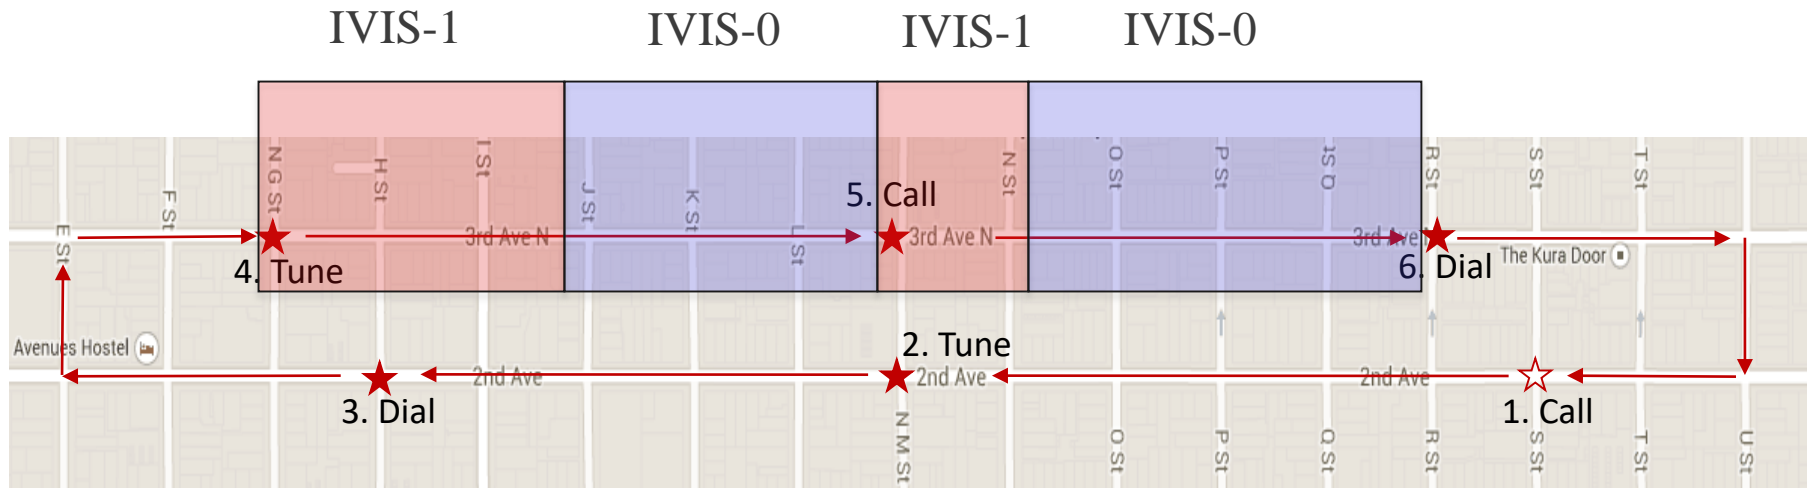 IVIS-1
IVIS-0
IVIS-1
IVIS-0
E St
F St
N G St
H St
I St
J St
K St
L St
N St
O St
P St
R St
S St
T St
4. Tune
3rd Ave N
5. Call
3rd Ave N
3rd Ave
6. Dial
The Kura Door
Avenues Hostel
3. Dial
2nd Ave
2. Tune
2nd Ave
2nd Ave
1. Call
N M St
O St
P St
Q St
R St
S St
T St
U St